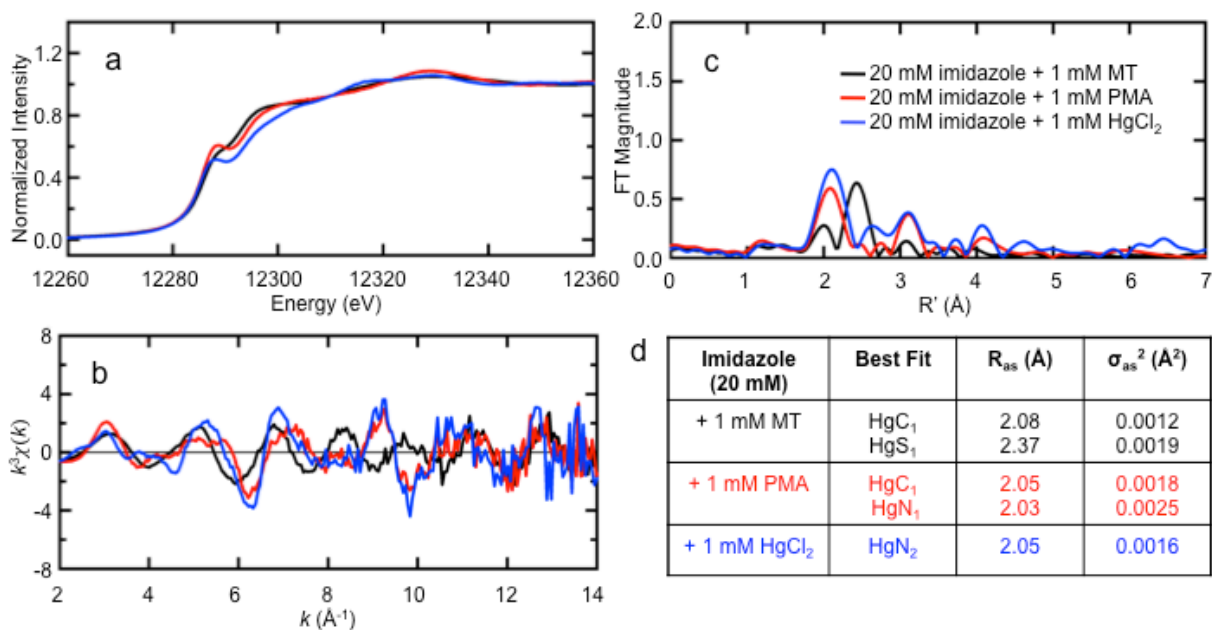 a
Normalized Intensity
1.2
0.8
0.4
0.0
12260 12280 12300 12320 12340 12360
Energy (eV)
b
k³χ(k)
8
4
0
-4
-8
2 4 6 8 10 12 14
k (Å⁻¹)
c
FT Magnitude
2.0
1.5
1.0
0.5
0.0
20 mM imidazole + 1 mM MT
20 mM imidazole + 1 mM PMA
20 mM imidazole + 1 mM HgCl₂
0 1 2 3 4 5 6 7
R' (Å)
d
Imidazole (20 mM) Best Fit Rₐₛ (Å) σₐₛ² (Å²)
+ 1 mM MT HgC₁ 2.08 0.0012
HgS₁ 2.37 0.0019
+ 1 mM PMA HgC₁ 2.05 0.0018
HgN₁ 2.03 0.0025
+ 1 mM HgCl₂ HgN₂ 2.05 0.0016